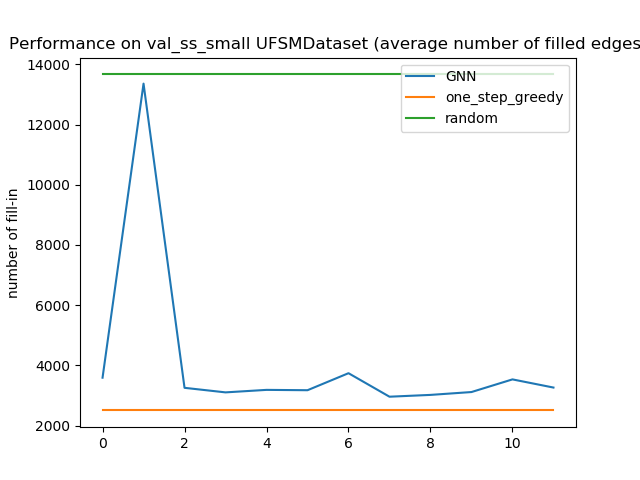 Performance on val_ss_small UFSMDataset (average number of filled edges
14000
12000
10000
8000
6000
4000
2000
number of fill-in
GNN
one_step_greedy
random
0 2 4 6 8 10